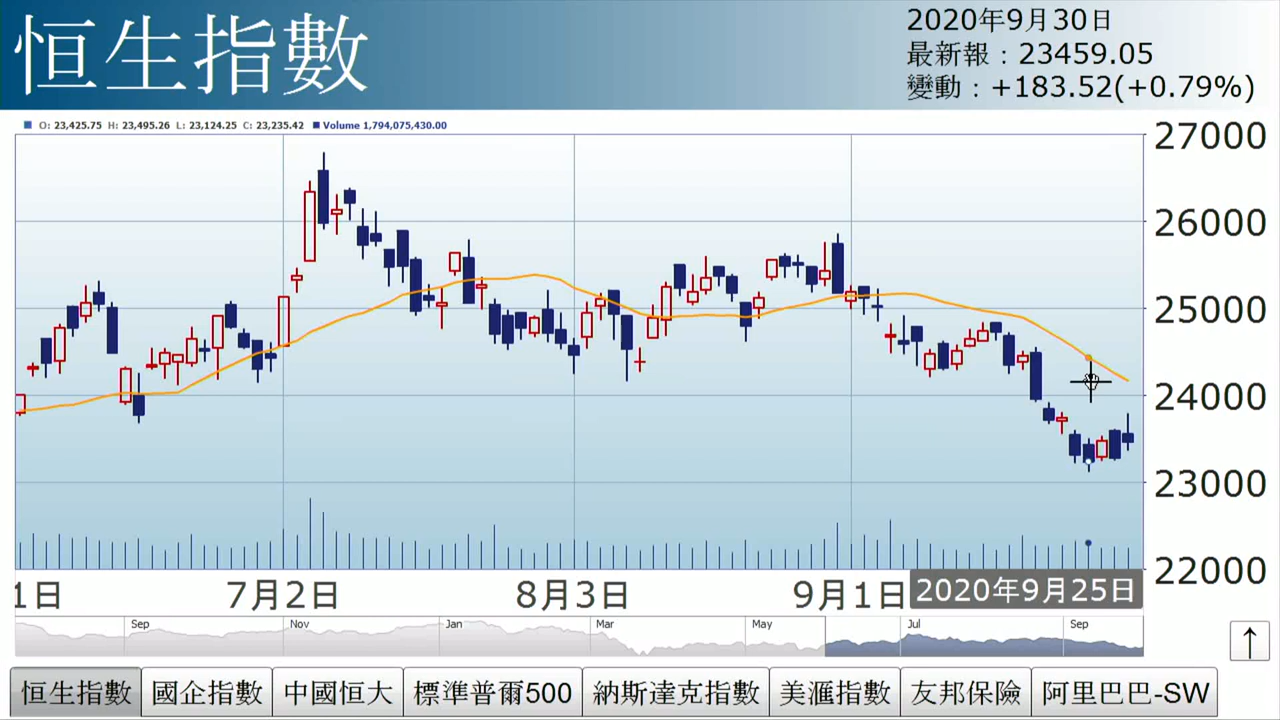 恒生指數
2020年9月30日
最新報：23459.05
變動：+183.52(+0.79%)
O: 23,425.75 H: 23,495.26 L: 23,124.25 C: 23,235.42 Volume 1,794,075,430.00
27000
26000
25000
24000
23000
22000
1日 7月2日 8月3日 9月1日 2020年9月25日
Sep Nov Jan Mar May Jul Sep
恒生指數 國企指數 中國恒大 標準普爾500 納斯達克指數 美滙指數 友邦保險 阿里巴巴-SW